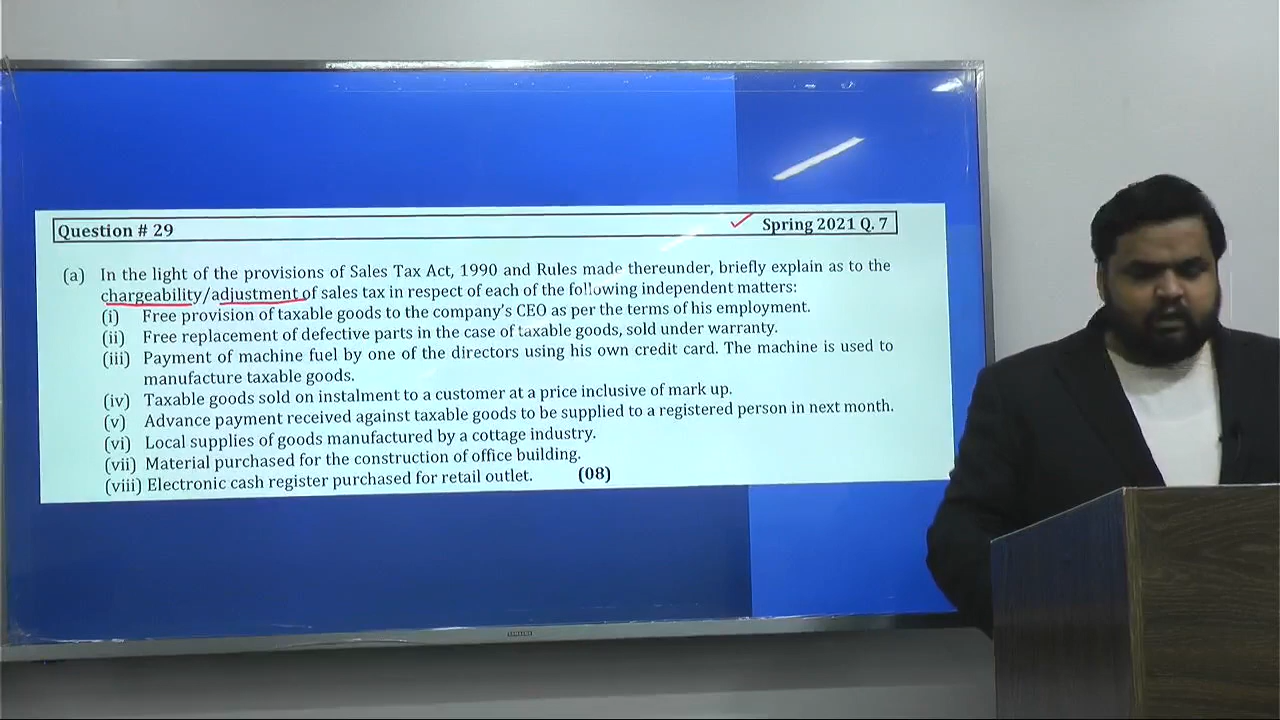 Question # 29
Spring 2021 Q. 7
(a) In the light of the provisions of Sales Tax Act, 1990 and Rules made thereunder, briefly explain as to the
chargeability/adjustment of sales tax in respect of each of the following independent matters:
(i) Free provision of taxable goods to the company's CEO as per the terms of his employment.
(ii) Free replacement of defective parts in the case of taxable goods, sold under warranty.
(iii) Payment of machine fuel by one of the directors using his own credit card. The machine is used to
manufacture taxable goods.
(iv) Taxable goods sold on instalment to a customer at a price inclusive of mark up.
(v) Advance payment received against taxable goods to be supplied to a registered person in next month.
(vi) Local supplies of goods manufactured by a cottage industry.
(vii) Material purchased for the construction of office building.
(viii) Electronic cash register purchased for retail outlet. (08)
SAMSUNG